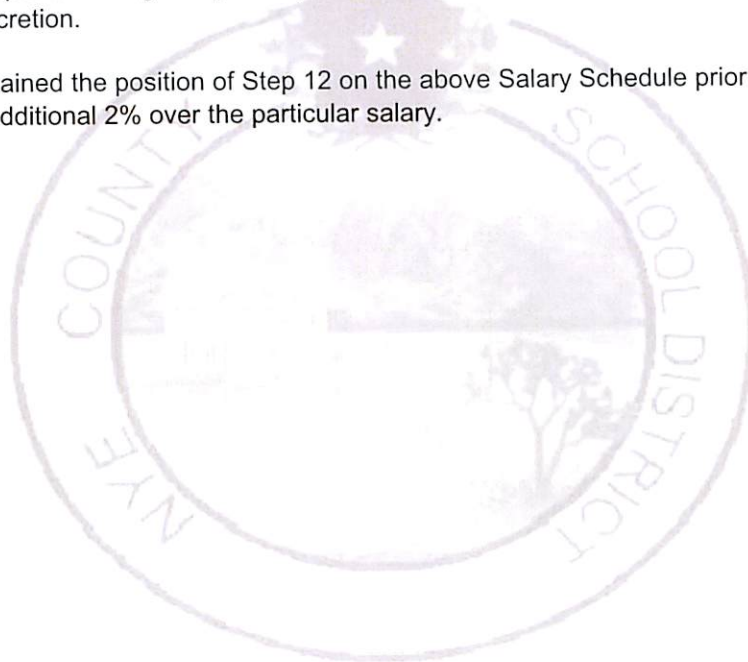 cretion.
ained the position of Step 12 on the above Salary Schedule prior
dditional 2% over the particular salary.
NYE COUNTY SCHOOL DISTRICT